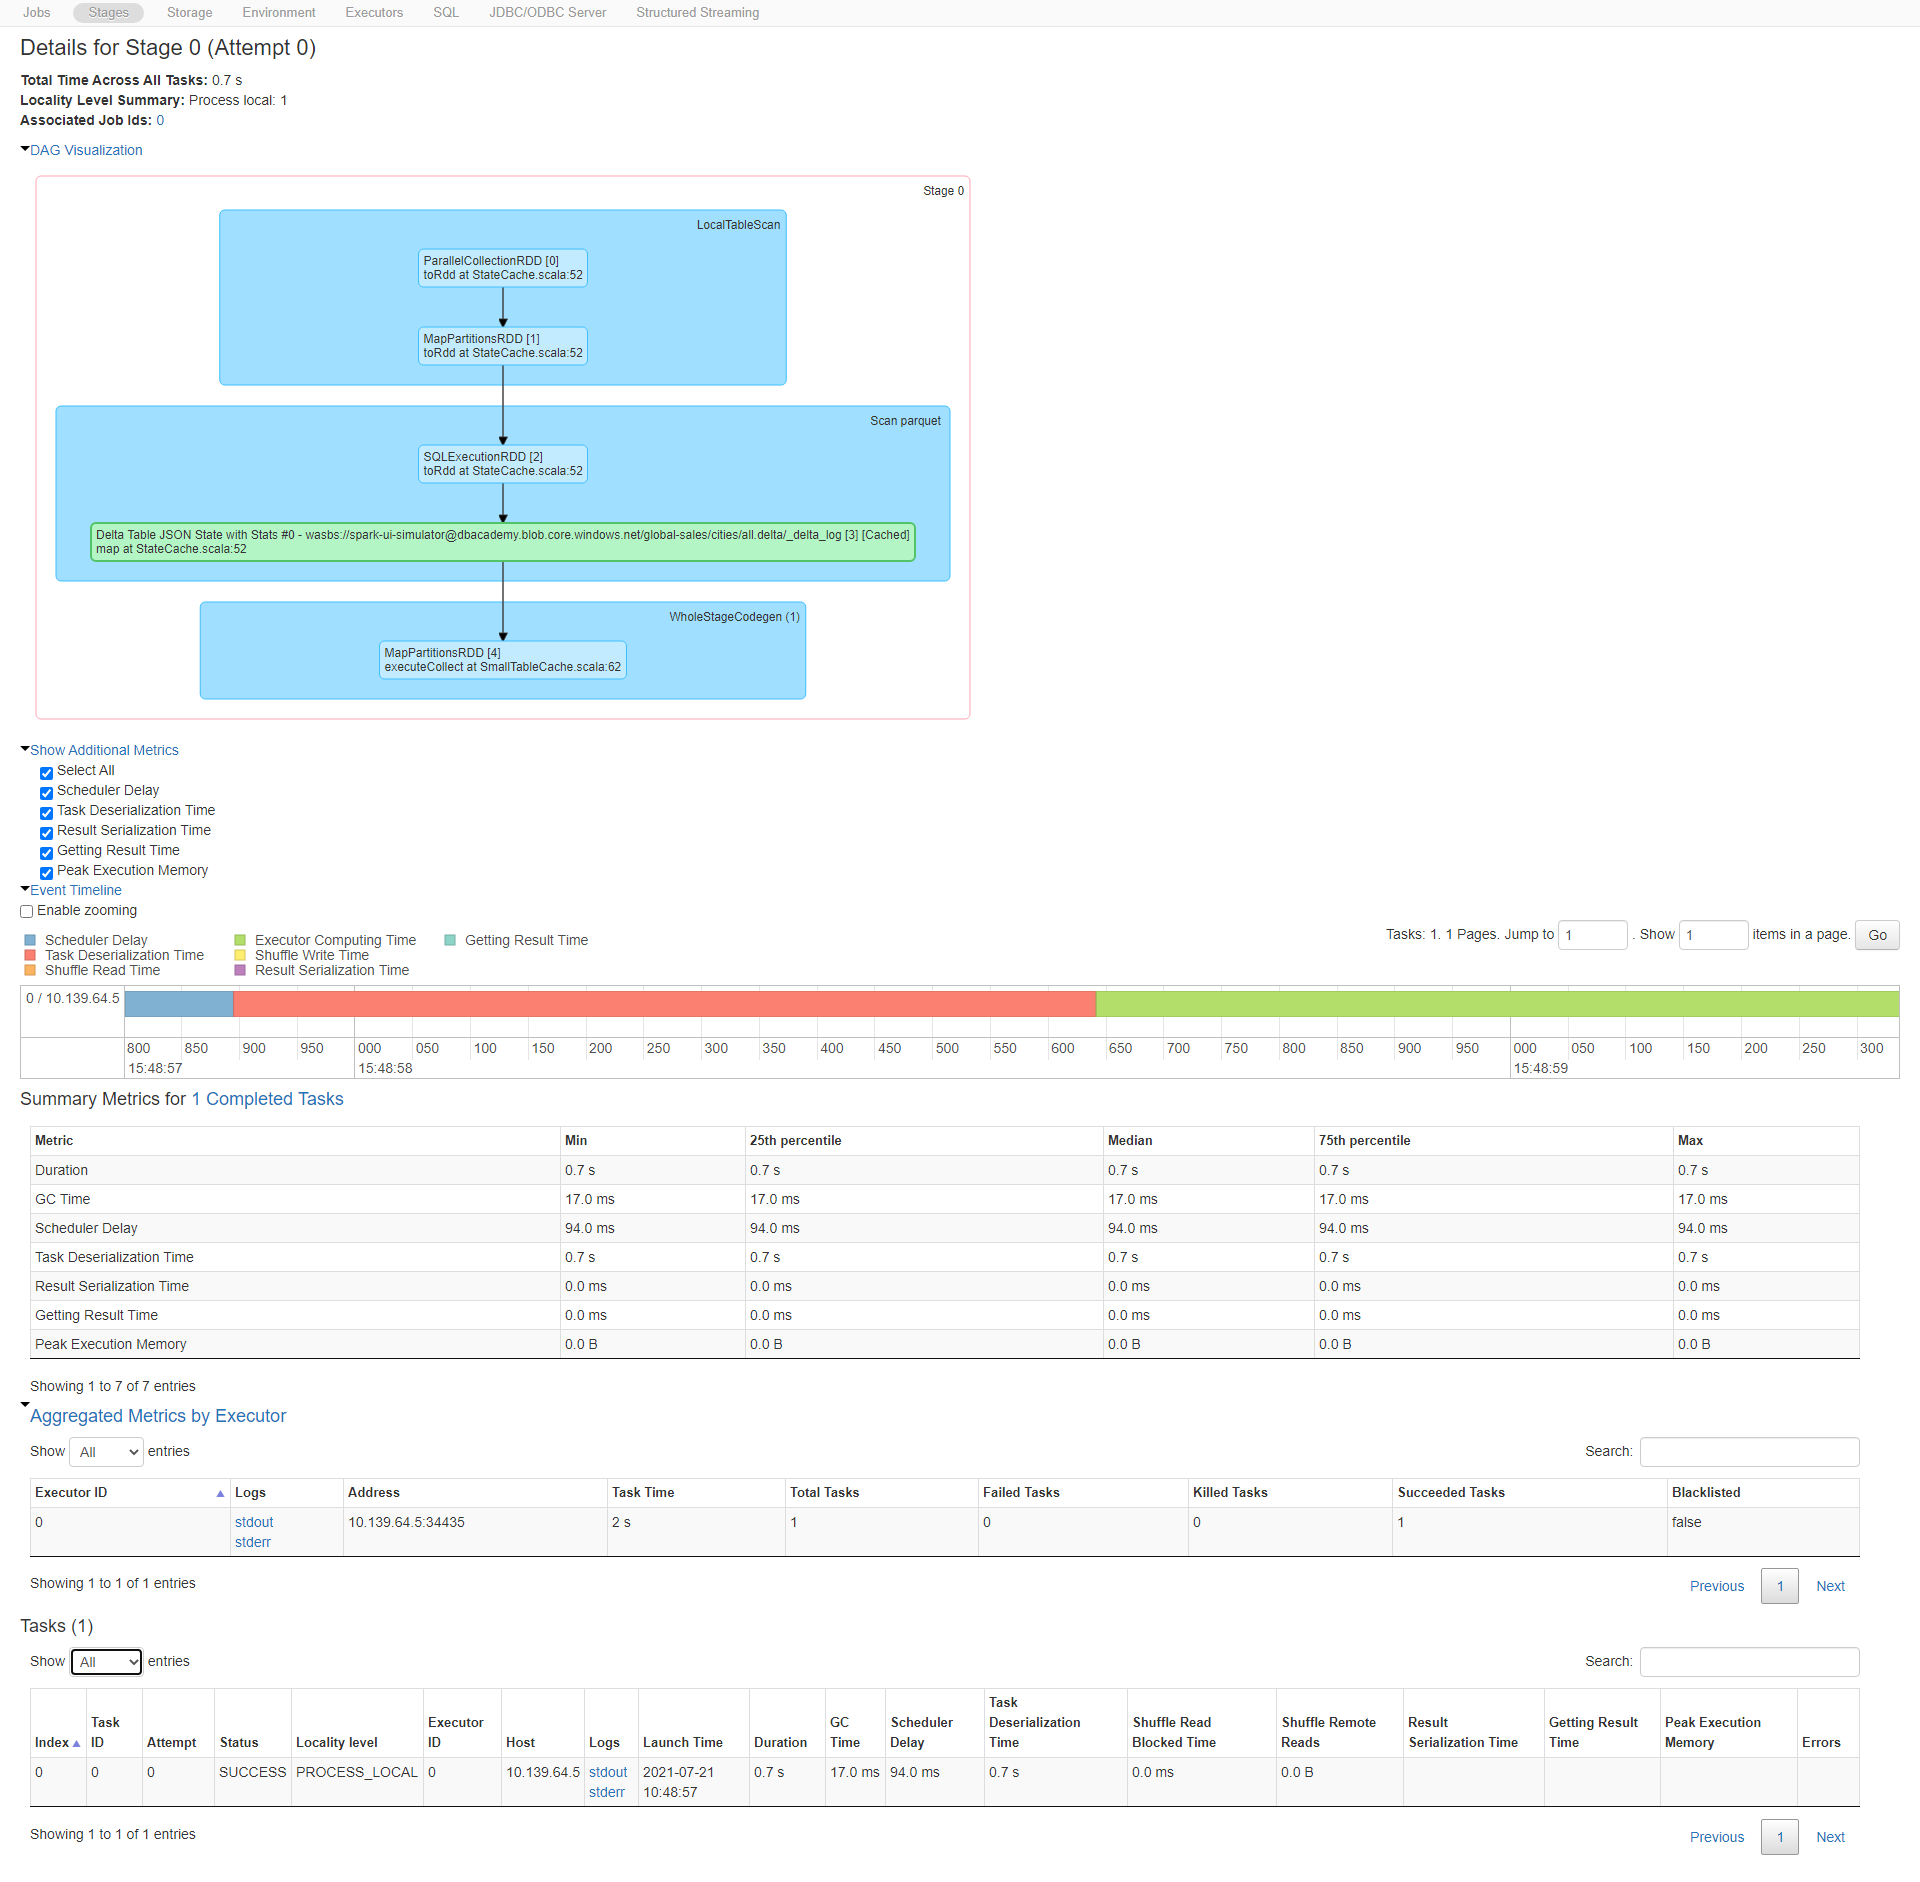 Jobs Stages Storage Environment Executors SQL JDBC/ODBC Server Structured Streaming
Details for Stage 0 (Attempt 0)
Total Time Across All Tasks: 0.7 s
Locality Level Summary: Process local: 1
Associated Job Ids: 0
DAG Visualization
Stage 0
LocalTableScan
ParallelCollectionRDD [0]
toRdd at StateCache.scala:52
MapPartitionsRDD [1]
toRdd at StateCache.scala:52
Scan parquet
SQLExecutionRDD [2]
toRdd at StateCache.scala:52
Delta Table JSON State with Stats #0 - wasbs://spark-ui-simulator@dbacademy.blob.core.windows.net/global-sales/cities/all.delta/_delta_log [3] [Cached]
map at StateCache.scala:52
WholeStageCodegen (1)
MapPartitionsRDD [4]
executeCollect at SmallTableCache.scala:62
Show Additional Metrics
Select All
Scheduler Delay
Task Deserialization Time
Result Serialization Time
Getting Result Time
Peak Execution Memory
Event Timeline
Enable zooming
Tasks: 1. 1 Pages. Jump to 1 . Show 1 items in a page. Go
Scheduler Delay Executor Computing Time Getting Result Time
Task Deserialization Time Shuffle Write Time
Shuffle Read Time Result Serialization Time
0 / 10.139.64.5
800 850 900 950 000 050 100 150 200 250 300 350 400 450 500 550 600 650 700 750 800 850 900 950 000 050 100 150 200 250 300
15:48:57 15:48:58 15:48:59
Summary Metrics for 1 Completed Tasks
Metric Min 25th percentile Median 75th percentile Max
Duration 0.7 s 0.7 s 0.7 s 0.7 s 0.7 s
GC Time 17.0 ms 17.0 ms 17.0 ms 17.0 ms 17.0 ms
Scheduler Delay 94.0 ms 94.0 ms 94.0 ms 94.0 ms 94.0 ms
Task Deserialization Time 0.7 s 0.7 s 0.7 s 0.7 s 0.7 s
Result Serialization Time 0.0 ms 0.0 ms 0.0 ms 0.0 ms 0.0 ms
Getting Result Time 0.0 ms 0.0 ms 0.0 ms 0.0 ms 0.0 ms
Peak Execution Memory 0.0 B 0.0 B 0.0 B 0.0 B 0.0 B
Showing 1 to 7 of 7 entries
Aggregated Metrics by Executor
Show All entries Search:
Executor ID Logs Address Task Time Total Tasks Failed Tasks Killed Tasks Succeeded Tasks Blacklisted
0 stdout 10.139.64.5:34435 2 s 1 0 0 1 false
stderr
Showing 1 to 1 of 1 entries
Previous 1 Next
Tasks (1)
Show All entries Search:
Index Task ID Attempt Status Locality level Executor ID Host Logs Launch Time Duration GC Time Scheduler Delay Task Deserialization Time Shuffle Read Blocked Time Shuffle Remote Reads Result Serialization Time Getting Result Time Peak Execution Memory Errors
0 0 0 SUCCESS PROCESS_LOCAL 0 10.139.64.5 stdout 2021-07-21 0.7 s 17.0 ms 94.0 ms 0.7 s 0.0 ms 0.0 B
stderr 10:48:57
Showing 1 to 1 of 1 entries
Previous 1 Next